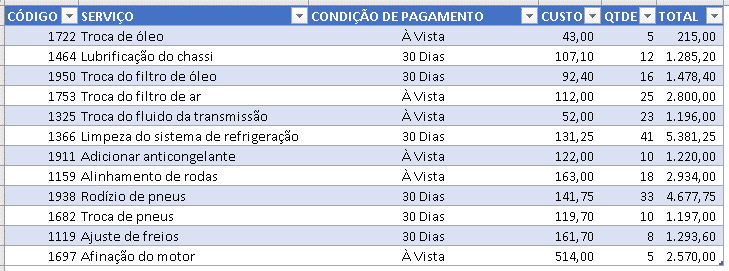 CÓDIGO SERVIÇO CONDIÇÃO DE PAGAMENTO CUSTO QTDE TOTAL
1722 Troca de óleo À Vista 43,00 5 215,00
1464 Lubrificação do chassi 30 Dias 107,10 12 1.285,20
1950 Troca do filtro de óleo 30 Dias 92,40 16 1.478,40
1753 Troca do filtro de ar À Vista 112,00 25 2.800,00
1325 Troca do fluido da transmissão À Vista 52,00 23 1.196,00
1366 Limpeza do sistema de refrigeração 30 Dias 131,25 41 5.381,25
1911 Adicionar anticongelante À Vista 122,00 10 1.220,00
1159 Alinhamento de rodas À Vista 163,00 18 2.934,00
1938 Rodízio de pneus 30 Dias 141,75 33 4.677,75
1682 Troca de pneus 30 Dias 119,70 10 1.197,00
1119 Ajuste de freios 30 Dias 161,70 8 1.293,60
1697 Afinação do motor À Vista 514,00 5 2.570,00